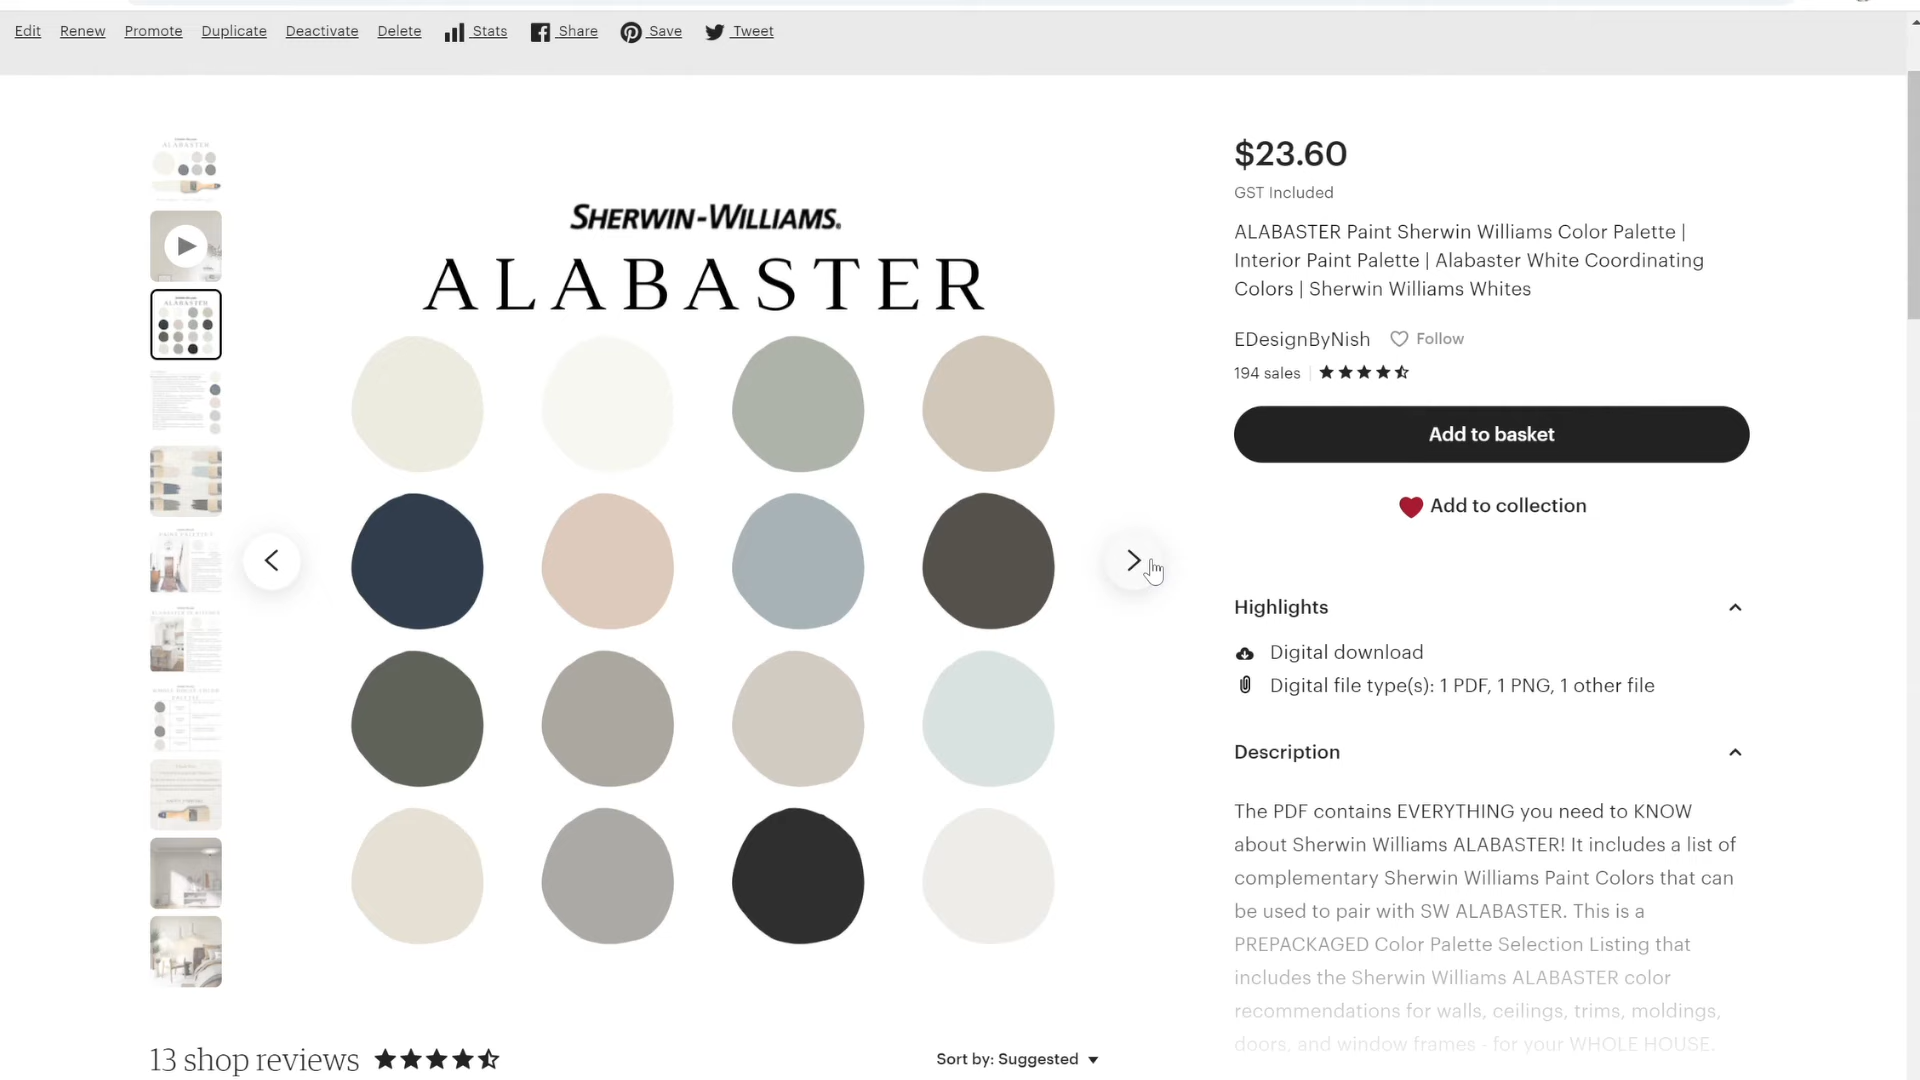 Edit Renew Promote Duplicate Deactivate Delete Stats Share Save Tweet
ALABASTER
SHERWIN-WILLIAMS.
ALABASTER
$23.60
GST Included
ALABASTER Paint Sherwin Williams Color Palette |
Interior Paint Palette | Alabaster White Coordinating
Colors | Sherwin Williams Whites
EDesignByNish Follow
194 sales
Add to basket
Add to collection
Highlights
Digital download
Digital file type(s): 1 PDF, 1 PNG, 1 other file
Description
The PDF contains EVERYTHING you need to KNOW
about Sherwin Williams ALABASTER! It includes a list of
complementary Sherwin Williams Paint Colors that can
be used to pair with SW ALABASTER. This is a
PREPACKAGED Color Palette Selection Listing that
includes the Sherwin Williams ALABASTER color
recommendations for walls, ceilings, trims, moldings,
doors, and window frames - for your WHOLE HOUSE.
13 shop reviews
Sort by: Suggested